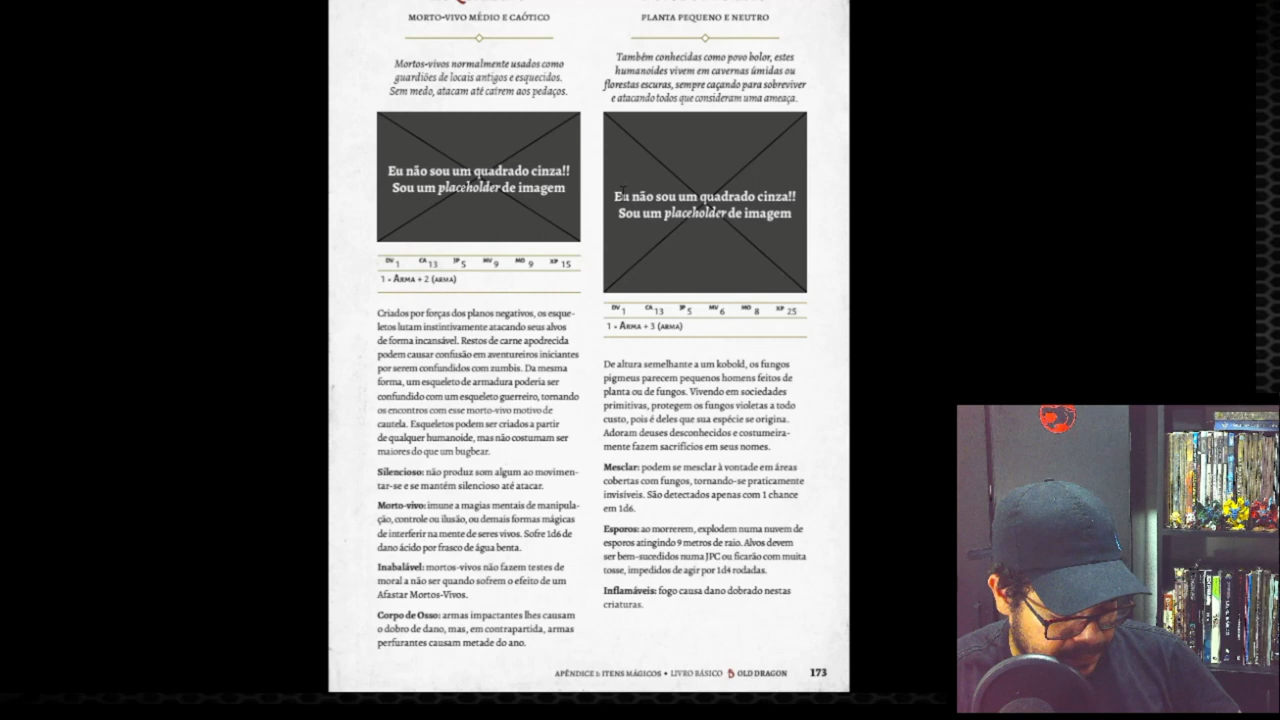 MORTO-VIVO MÉDIO E CAÓTICO
Mortos-vivos normalmente usados como
guardiões de locais antigos e esquecidos.
Sem medo, atacam até caírem aos pedaços.
Eu não sou um quadrado cinza!!
Sou um placeholder de imagem
DV 1 CA 13 JP 5 MV 9 MO 9 XP 15
1 × ARMA + 2 (ARMA)
Criados por forças dos planos negativos, os esque-
letos lutam instintivamente atacando seus alvos
de forma incansável. Restos de carne apodrecida
podem causar confusão em aventureiros iniciantes
por serem confundidos com zumbis. Da mesma
forma, um esqueleto de armadura poderia ser
confundido com um esqueleto guerreiro, tornando
os encontros com esse morto-vivo motivo de
cautela. Esqueletos podem ser criados a partir
de qualquer humanoide, mas não costumam ser
maiores do que um bugbear.
Silencioso: não produz som algum ao movimen-
tar-se e se mantém silencioso até atacar.
Morto-vivo: imune a magias mentais de manipula-
ção, controle ou ilusão, ou demais formas mágicas
de interferir na mente de seres vivos. Sofre 1d6 de
dano ácido por frasco de água benta.
Inabalável: mortos-vivos não fazem testes de
moral a não ser quando sofrem o efeito de um
Afastar Mortos-Vivos.
Corpo de Osso: armas impactantes lhes causam
o dobro de dano, mas, em contrapartida, armas
perfurantes causam metade do ano.
PLANTA PEQUENO E NEUTRO
Também conhecidas como povo bolor, estes
humanoides vivem em cavernas úmidas ou
florestas escuras, sempre caçando para sobreviver
e atacando todos que consideram uma ameaça.
Eu não sou um quadrado cinza!!
Sou um placeholder de imagem
DV 1 CA 13 JP 5 MV 6 MO 8 XP 25
1 × ARMA + 3 (ARMA)
De altura semelhante a um kobold, os fungos
pigmeus parecem pequenos homens feitos de
planta ou de fungos. Vivendo em sociedades
primitivas, protegem os fungos violetas a todo
custo, pois é deles que sua espécie se origina.
Adoram deuses desconhecidos e costumeira-
mente fazem sacrifícios em seus nomes.
Mesclar: podem se mesclar à vontade em áreas
cobertas com fungos, tornando-se praticamente
invisíveis. São detectados apenas com 1 chance
em 1d6.
Esporos: ao morrerem, explodem numa nuvem de
esporos atingindo 9 metros de raio. Alvos devem
ser bem-sucedidos numa JPC ou ficarão com muita
tosse, impedidos de agir por 1d4 rodadas.
Inflamáveis: fogo causa dano dobrado nestas
criaturas.
APÊNDICE 1: ITENS MÁGICOS • LIVRO BÁSICO OLD DRAGON 173